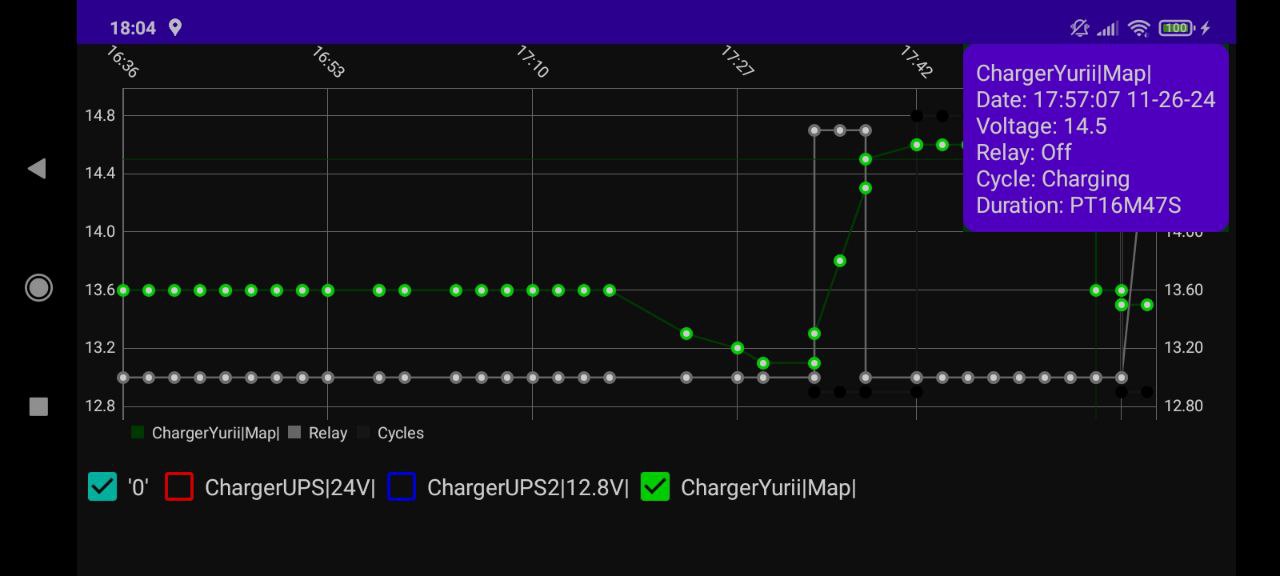 18:04
100
16:36
16:53
17:10
17:27
17:42
ChargerYurii|Map|
Date: 17:57:07 11-26-24
Voltage: 14.5
Relay: Off
Cycle: Charging
Duration: PT16M47S
14.8
14.4
14.0
14.00
13.6
13.60
13.2
13.20
12.8
12.80
ChargerYurii|Map| Relay Cycles
'0' ChargerUPS|24V| ChargerUPS2|12.8V| ChargerYurii|Map|